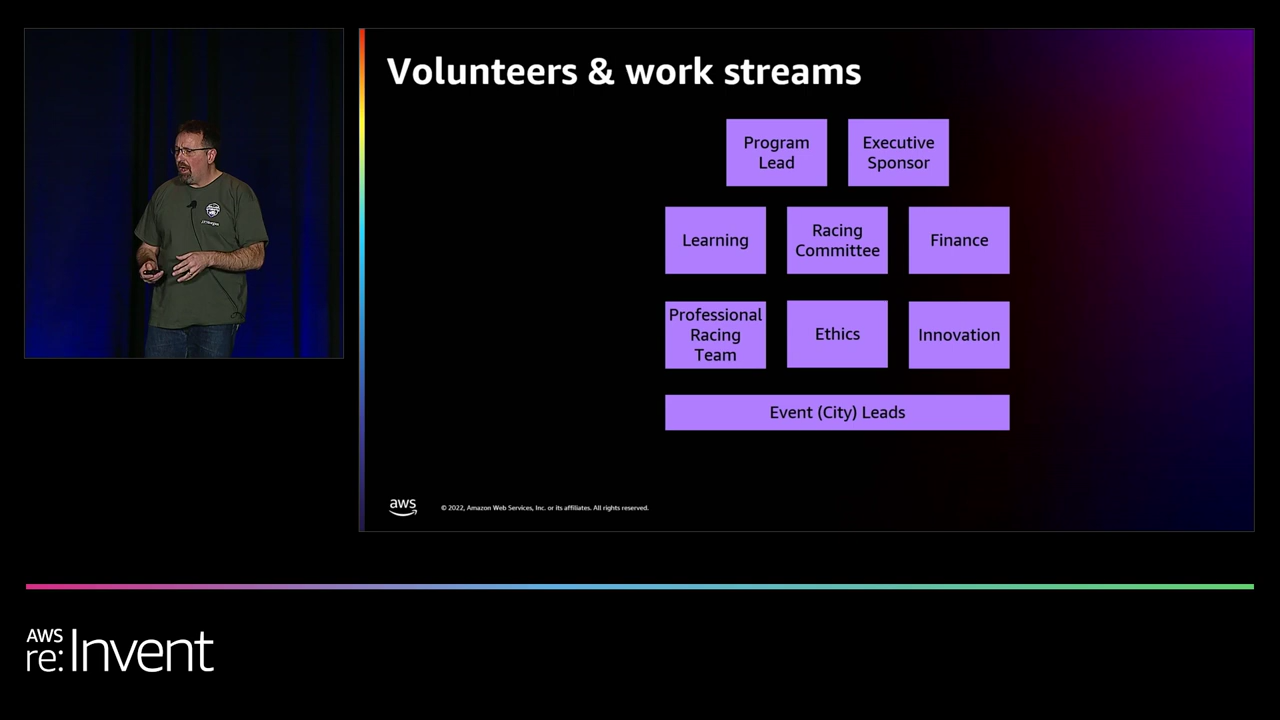 Volunteers & work streams
Program
Lead
Executive
Sponsor
Learning
Racing
Committee
Finance
Professional
Racing
Team
Ethics
Innovation
Event (City) Leads
aws
© 2022, Amazon Web Services, Inc. or its affiliates. All rights reserved.
AWS
re:Invent